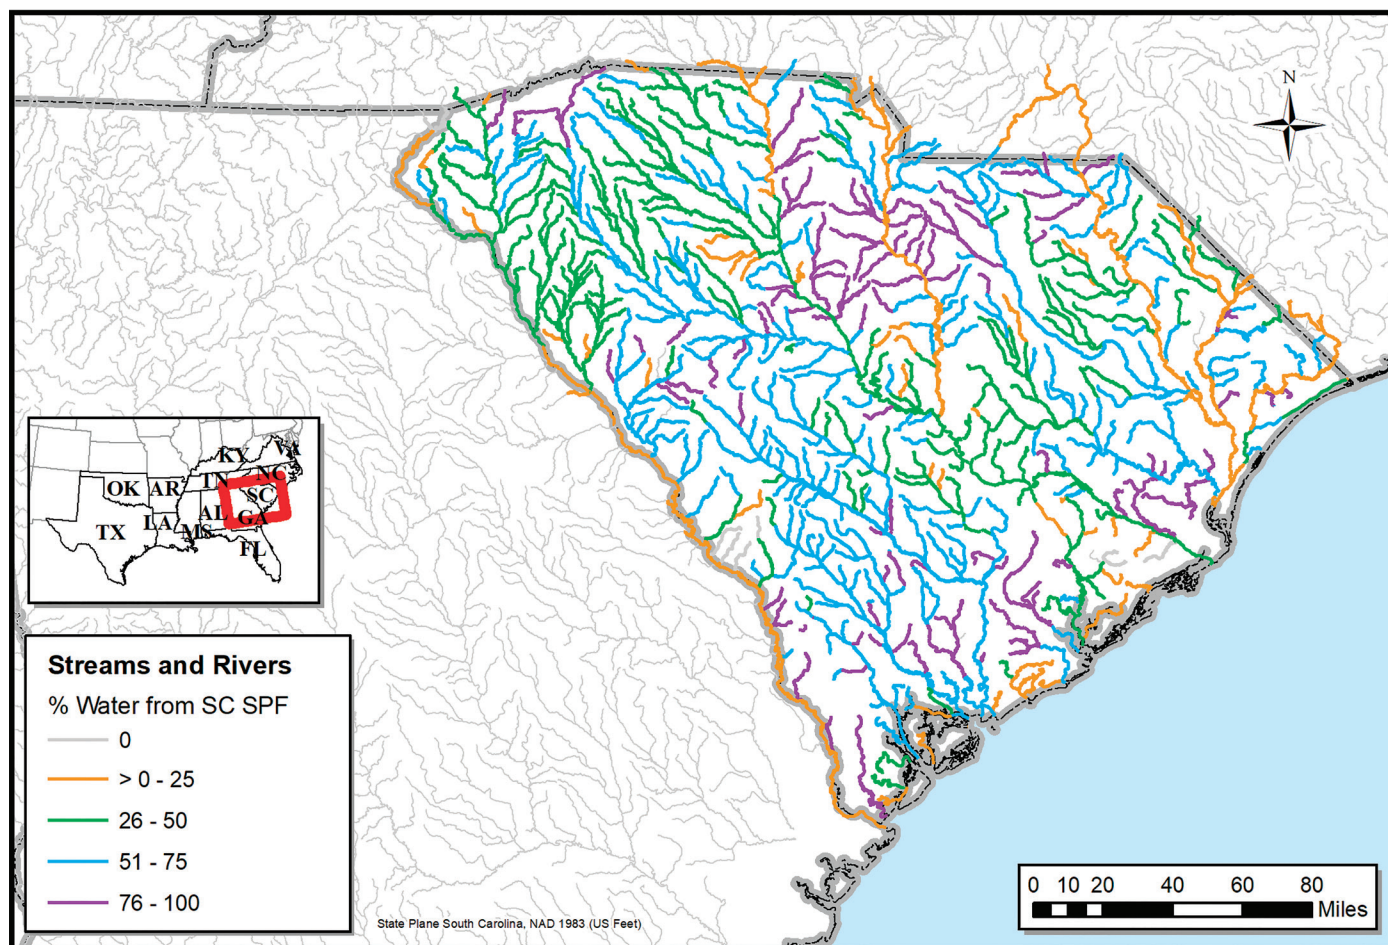 N
KY
VA
TN
NC
OK
AR
SC
TX
LA
MS
AL
GA
FL
Streams and Rivers
% Water from SC SPF
0
> 0 - 25
26 - 50
51 - 75
76 - 100
State Plane South Carolina, NAD 1983 (US Feet)
0 10 20 40 60 80
Miles